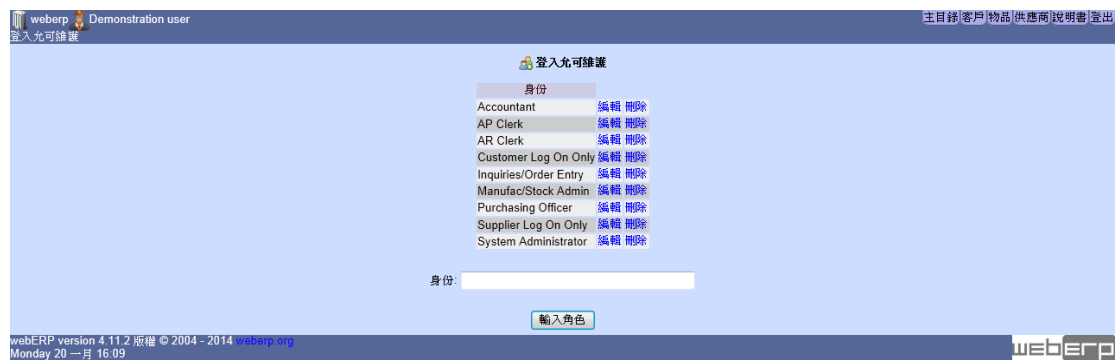 weberp Demonstration user 主目錄 客戶 物品 供應商 說明書 登出
登入允可維護
登入允可維護
身份
Accountant 編輯 刪除
AP Clerk 編輯 刪除
AR Clerk 編輯 刪除
Customer Log On Only 編輯 刪除
Inquiries/Order Entry 編輯 刪除
Manufac/Stock Admin 編輯 刪除
Purchasing Officer 編輯 刪除
Supplier Log On Only 編輯 刪除
System Administrator 編輯 刪除
身份:
輸入角色
webERP version 4.11.2 版權 © 2004 - 2014 weberp.org
Monday 20 一月 16:09
weberp